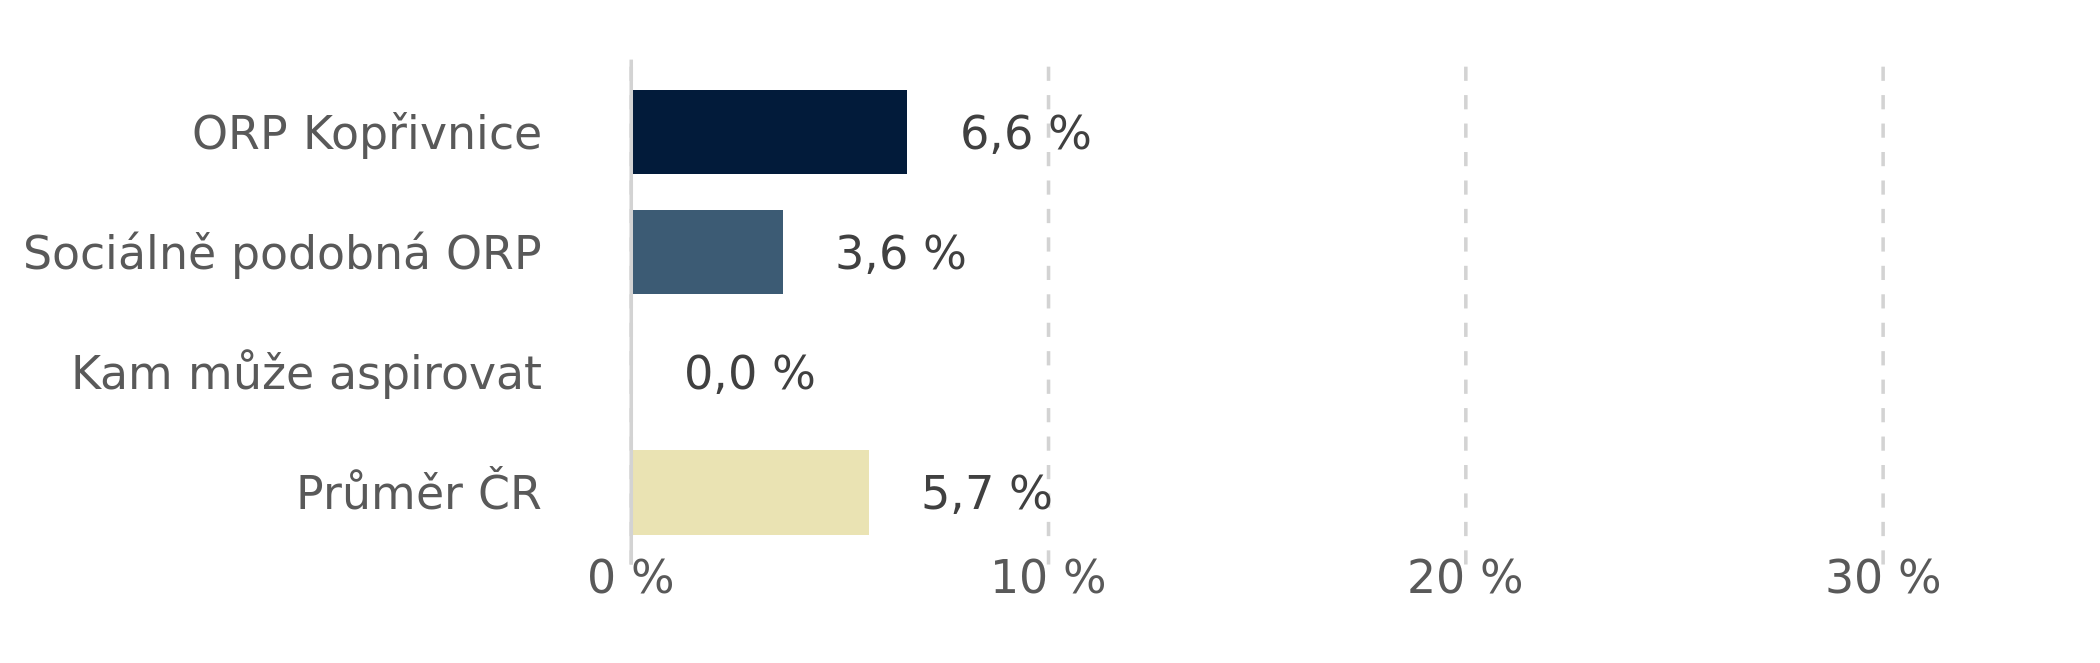 ORP Kopřivnice 6,6 %
Sociálně podobná ORP 3,6 %
Kam může aspirovat 0,0 %
Průměr ČR 5,7 %
0 % 10 % 20 % 30 %